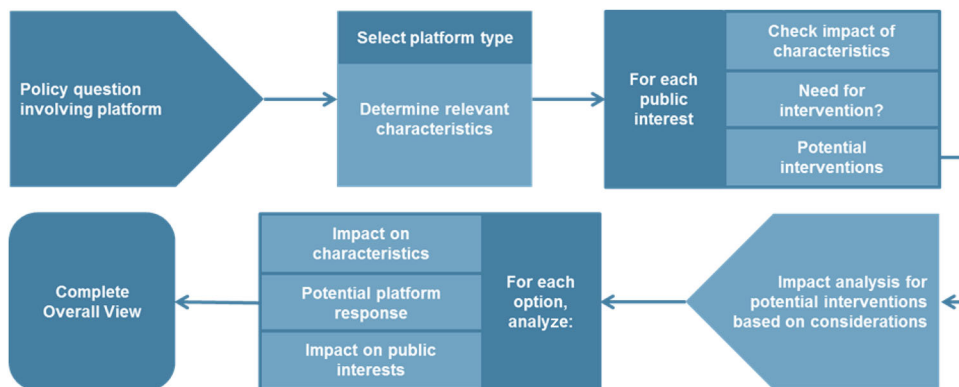 Policy question
involving platform
Select platform type
Determine relevant
characteristics
For each
public
interest
Check impact of
characteristics
Need for
intervention?
Potential
interventions
Impact analysis for
potential interventions
based on considerations
For each
option,
analyze:
Impact on
characteristics
Potential platform
response
Impact on public
interests
Complete
Overall View